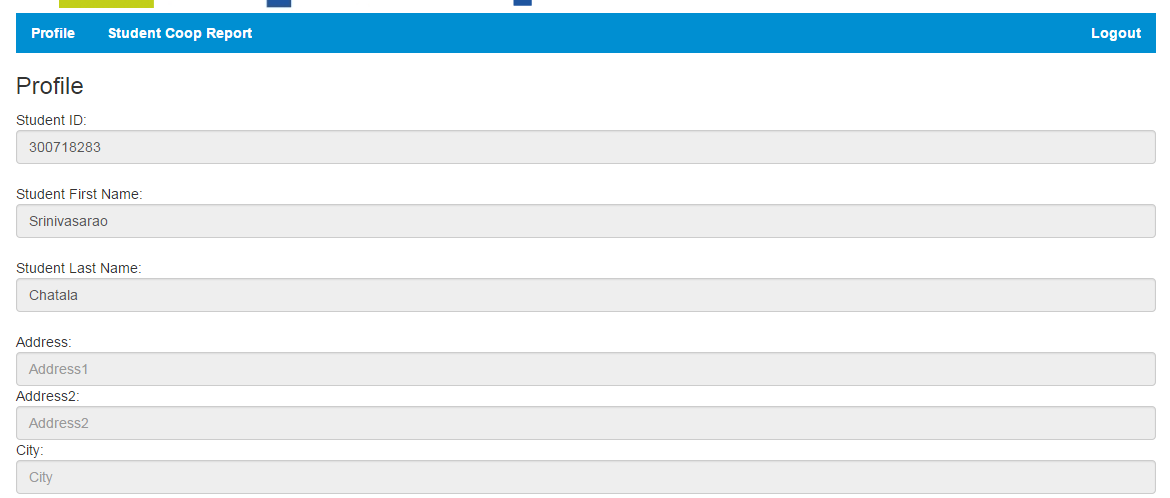 Profile Student Coop Report Logout
Profile
Student ID:
300718283
Student First Name:
Srinivasarao
Student Last Name:
Chatala
Address:
Address1
Address2:
Address2
City:
City